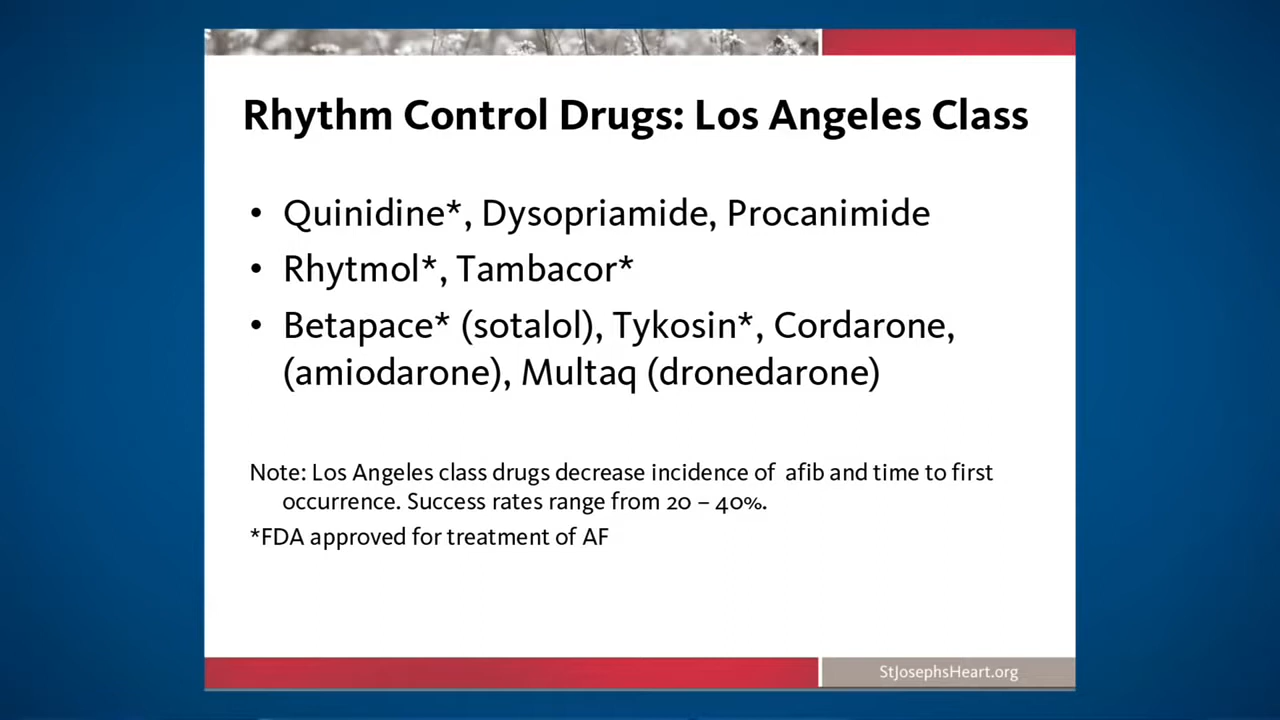 Rhythm Control Drugs: Los Angeles Class
• Quinidine*, Dysopriamide, Procanimide
• Rhytmol*, Tambacor*
• Betapace* (sotalol), Tykosin*, Cordarone,
(amiodarone), Multaq (dronedarone)
Note: Los Angeles class drugs decrease incidence of afib and time to first
occurrence. Success rates range from 20 – 40%.
*FDA approved for treatment of AF
StJosephsHeart.org